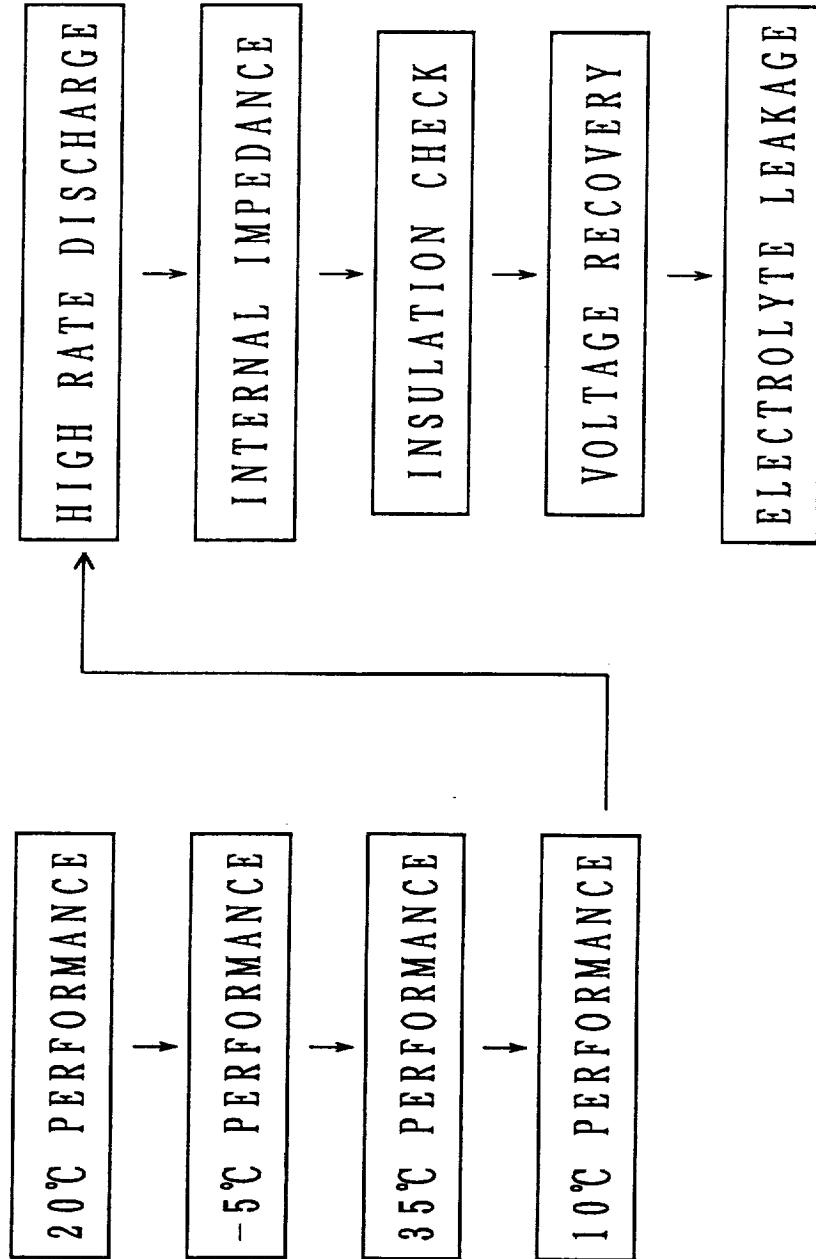 20℃ PERFORMANCE
-5℃ PERFORMANCE
35℃ PERFORMANCE
10℃ PERFORMANCE
HIGH RATE DISCHARGE
INTERNAL IMPEDANCE
INSULATION CHECK
VOLTAGE RECOVERY
ELECTROLYTE LEAKAGE